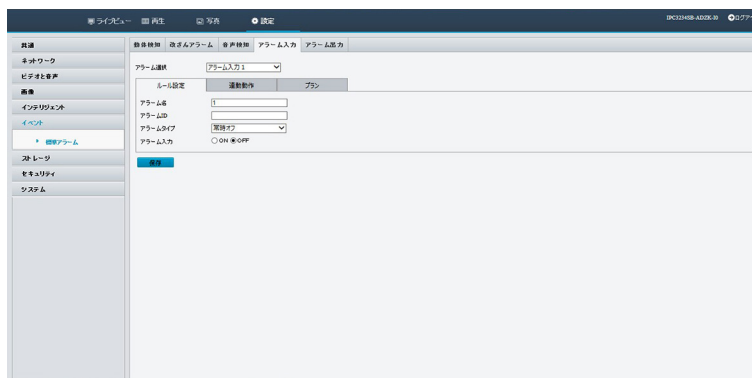 ライブビュー 再生 写真 設定 IPC3234SB-ADZK-I0 ログア
共通 動体検知 改ざんアラーム 音声検知 アラーム入力 アラーム出力
ネットワーク
ビデオと音声 アラーム選択 アラーム入力1
画像 ルール設定 連動動作 プラン
インテリジェント アラーム名 1
イベント アラームID
標準アラーム アラームタイプ 常時オフ
アラーム入力 ON OFF
ストレージ 保存
セキュリティ
システム